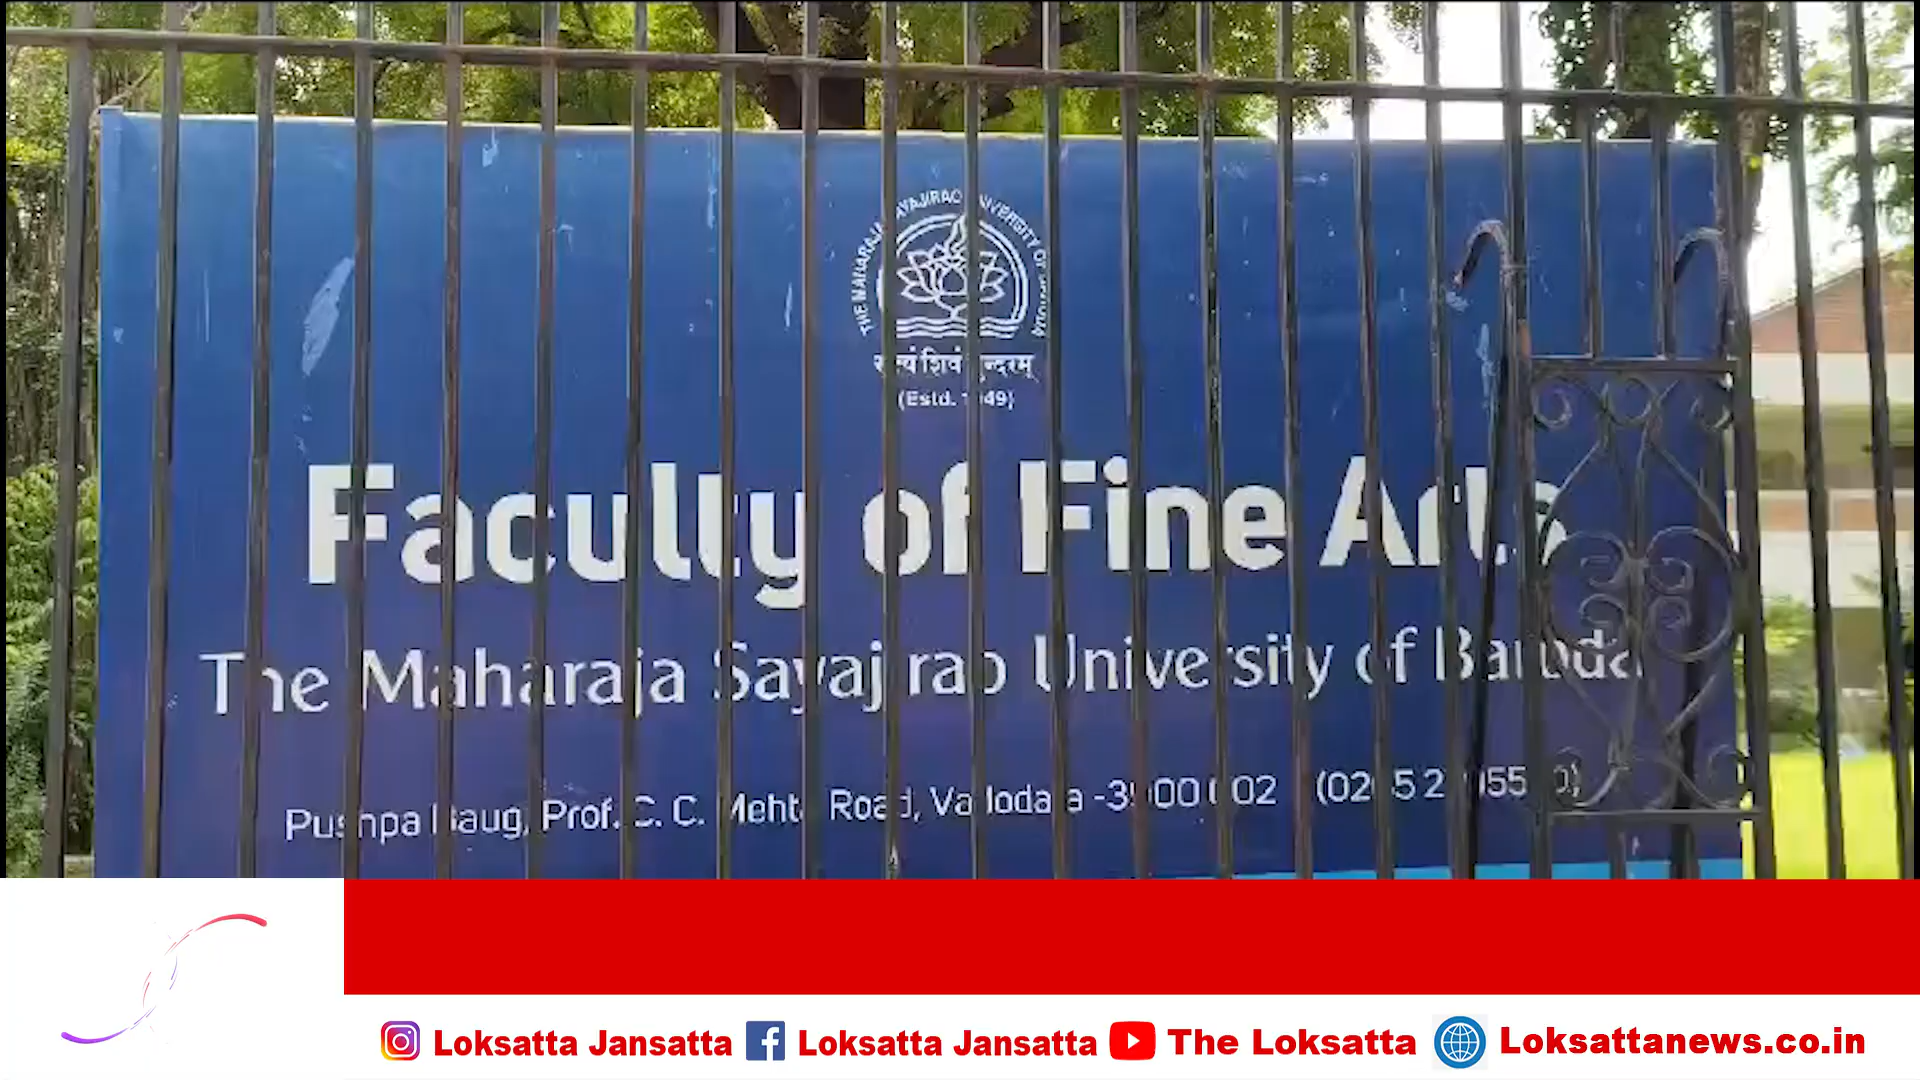 THE MAHARAJA SAYAJIRAO UNIVERSITY OF BARODA
सत्यं शिवं सुन्दरम्
(Estd. 1949)
Faculty of Fine Arts
The Maharaja Sayajirao University of Baroda
Pushpa Baug, Prof. C. C. Mehta Road, Vadodara
Loksatta Jansatta Loksatta Jansatta The Loksatta Loksattanews.co.in